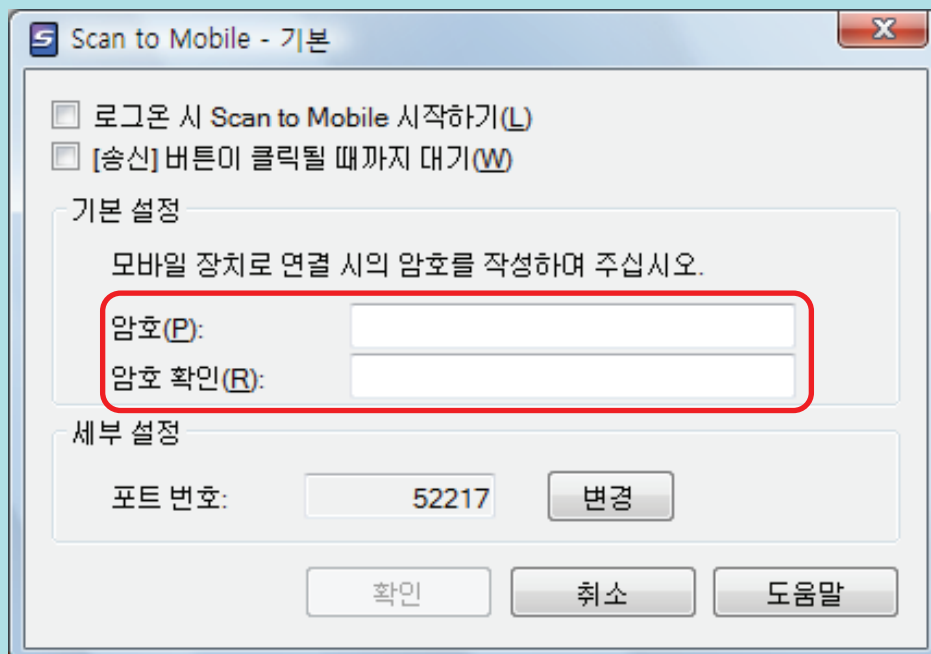 Scan to Mobile - 기본
로그온 시 Scan to Mobile 시작하기(L)
[송신] 버튼이 클릭될 때까지 대기(W)
기본 설정
모바일 장치로 연결 시의 암호를 작성하여 주십시오.
암호(P):
암호 확인(R):
세부 설정
포트 번호: 52217 변경
확인 취소 도움말